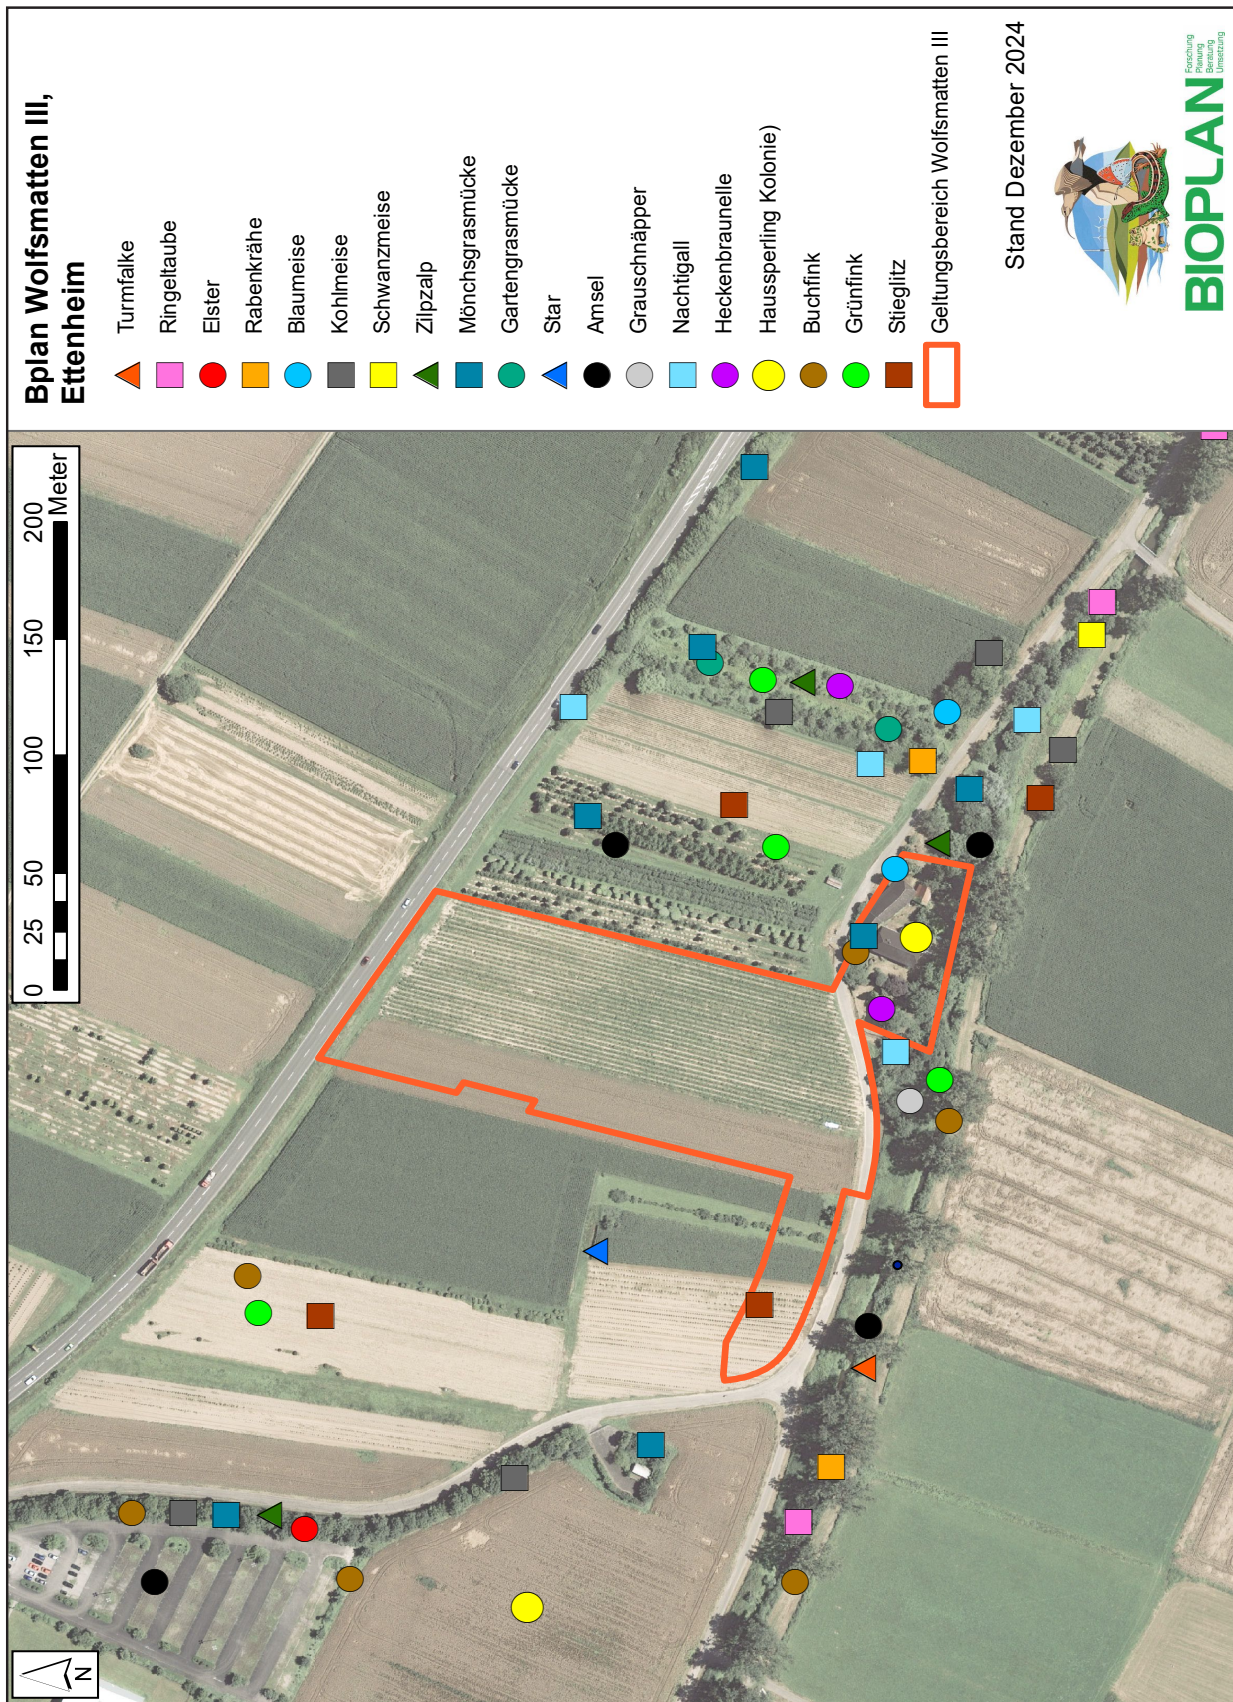 Bplan Wolfsmatten III,
Ettenheim
Turmfalke
Ringeltaube
Elster
Rabenkrähe
Blaumeise
Kohlmeise
Schwanzmeise
Zilpzalp
Mönchsgrasmücke
Gartengrasmücke
Star
Amsel
Grauschnäpper
Nachtigall
Heckenbraunelle
Haussperling Kolonie)
Buchfink
Grünfink
Stieglitz
Geltungsbereich Wolfsmatten III
Stand Dezember 2024
BIOPLAN
Forschung
Planung
Beratung
Umsetzung
0 25 50 100 150 200
Meter
N